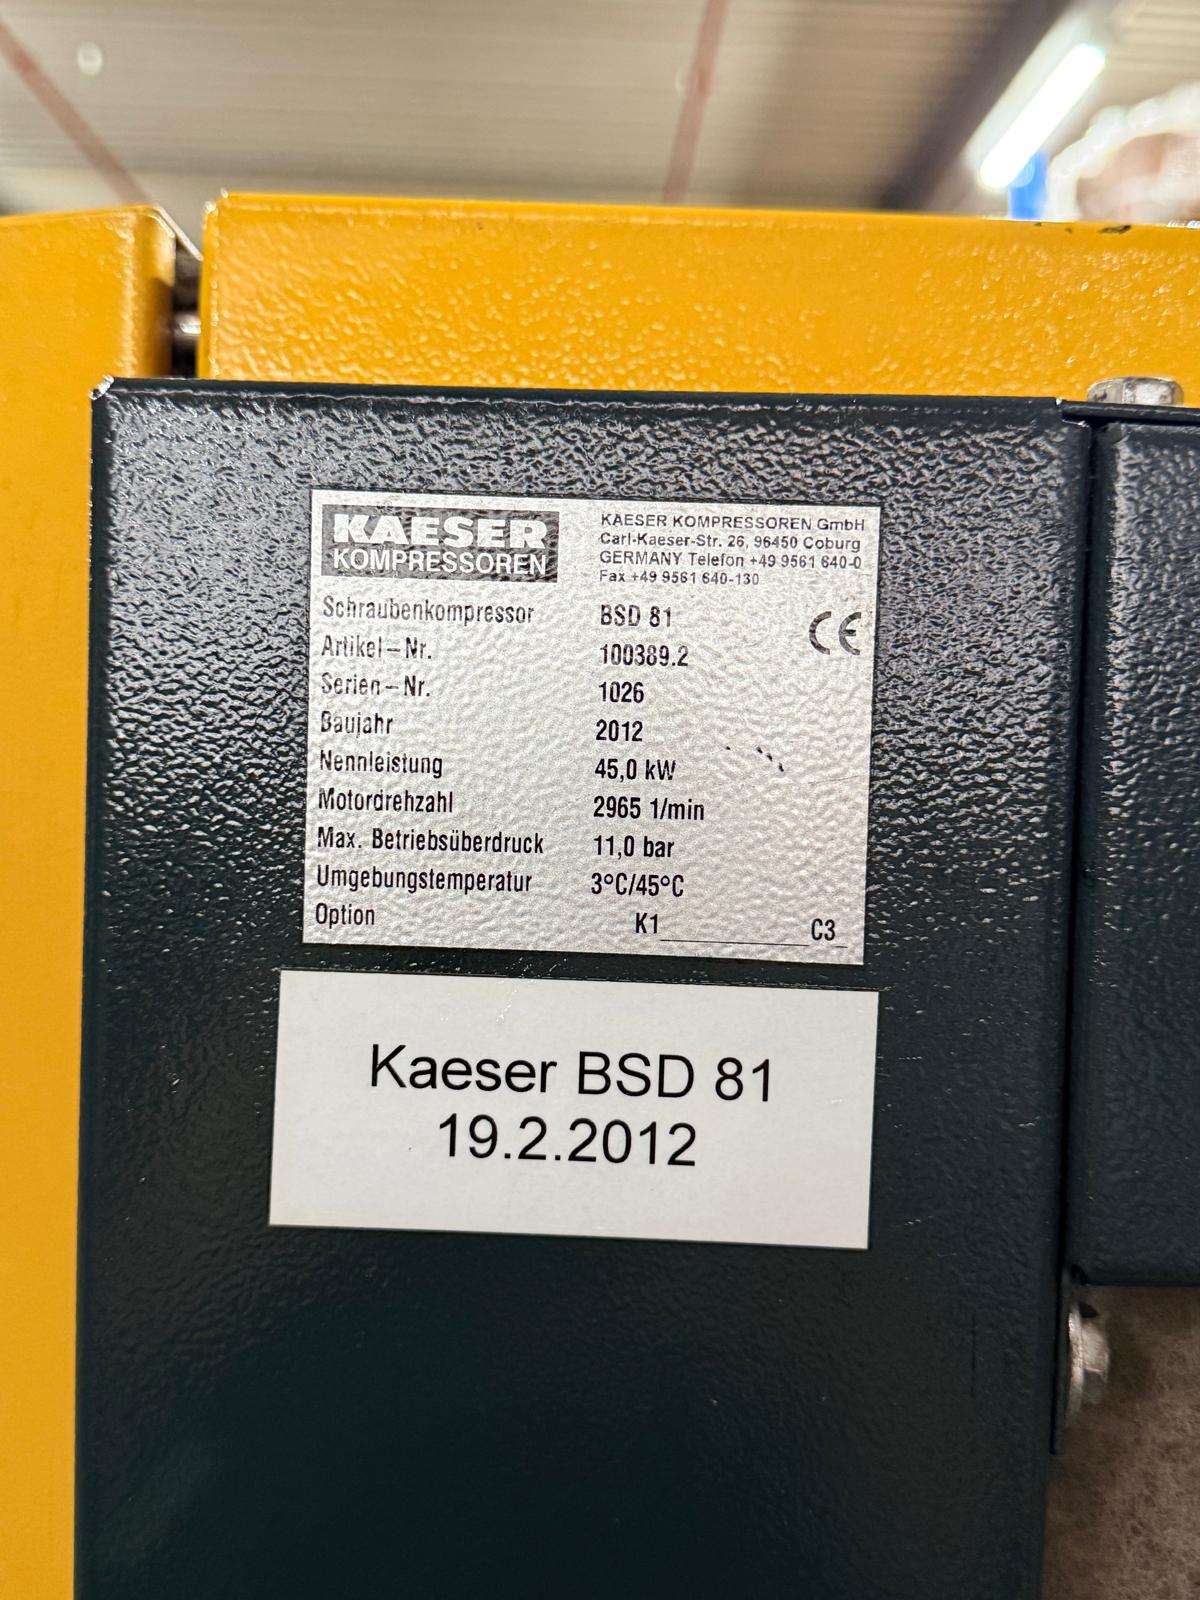 KAESER
KOMPRESSOREN
KAESER KOMPRESSOREN GmbH
Carl-Kaeser-Str. 26, 96450 Coburg
GERMANY Telefon +49 9561 640-0
Fax +49 9561 640-130
CE
Schraubenkompressor BSD 81
Artikel-Nr. 100389.2
Serien-Nr. 1026
Baujahr 2012
Nennleistung 45,0 kW
Motordrehzahl 2965 1/min
Max. Betriebsüberdruck 11,0 bar
Umgebungstemperatur 3°C/45°C
Option K1__________C3_
Kaeser BSD 81
19.2.2012